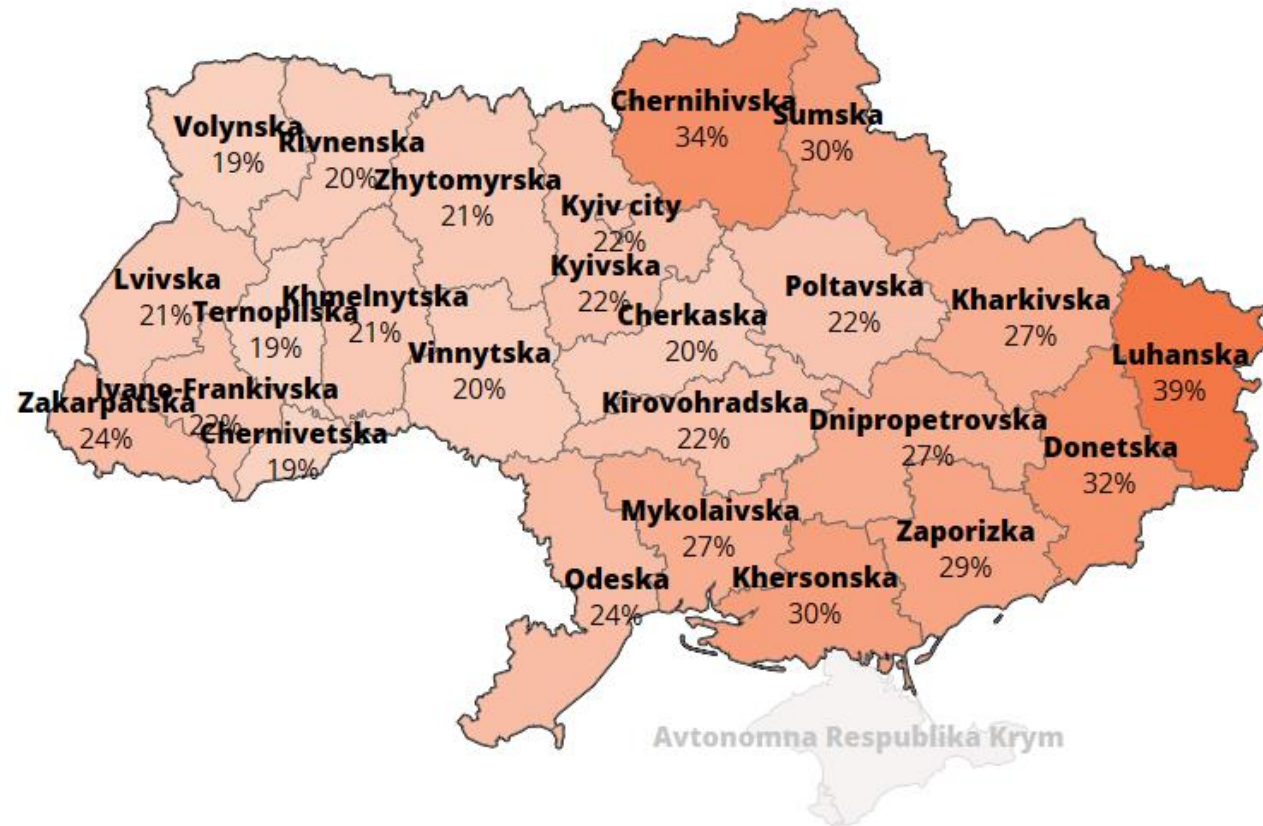 Chernihivska
34%
Sumska
30%
Volynska
19%
Rivnenska
20%
Zhytomyrska
21%
Kyiv city
22%
Kyivska
22%
Lvivska
21%
Ternopilska
19%
Khmelnytska
21%
Vinnytska
20%
Cherkaska
20%
Poltavska
22%
Kharkivska
27%
Luhanska
39%
Zakarpatska
24%
Ivano-Frankivska
22%
Chernivetska
19%
Kirovohradska
22%
Dnipropetrovska
27%
Donetska
32%
Mykolaivska
27%
Zaporizka
29%
Odeska
24%
Khersonska
30%
Avtonomna Respublika Krym